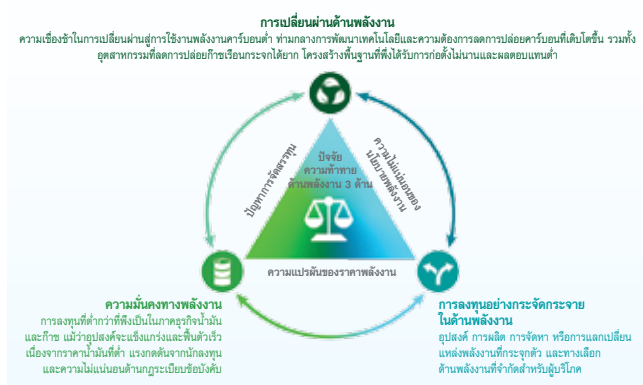 การเปลี่ยนผ่านด้านพลังงาน
ความเชื่องช้าในการเปลี่ยนผ่านสู่การใช้งานพลังงานคาร์บอนต่ำ ท่ามกลางการพัฒนาเทคโนโลยีและความต้องการลดการปล่อยคาร์บอนที่เติบโตขึ้น รวมทั้ง
อุตสาหกรรมที่ลดการปล่อยก๊าซเรือนกระจกได้ยาก โครงสร้างพื้นฐานที่พึ่งได้รับการก่อตั้งไม่นานและผลตอบแทนต่ำ
ปัญหาการจัดสรรทุน
ปัจจัย
ความท้าทาย
ด้านพลังงาน 3 ด้าน
ความไม่แน่นอนของ
นโยบายพลังงาน
ความแปรผันของราคาพลังงาน
ความมั่นคงทางพลังงาน
การลงทุนที่ต่ำกว่าที่พึงเป็นในภาคธุรกิจน้ำมัน
และก๊าซ แม้ว่าอุปสงค์จะแข็งแกร่งและฟื้นตัวเร็ว
เนื่องจากราคาน้ำมันที่ต่ำ แรงกดดันจากนักลงทุน
และความไม่แน่นอนด้านกฎระเบียบข้อบังคับ
การลงทุนอย่างกระจัดกระจาย
ในด้านพลังงาน
อุปสงค์ การผลิต การจัดหา หรือการแลกเปลี่ยน
แหล่งพลังงานที่กระจุกตัว และทางเลือก
ด้านพลังงานที่จำกัดสำหรับผู้บริโภค